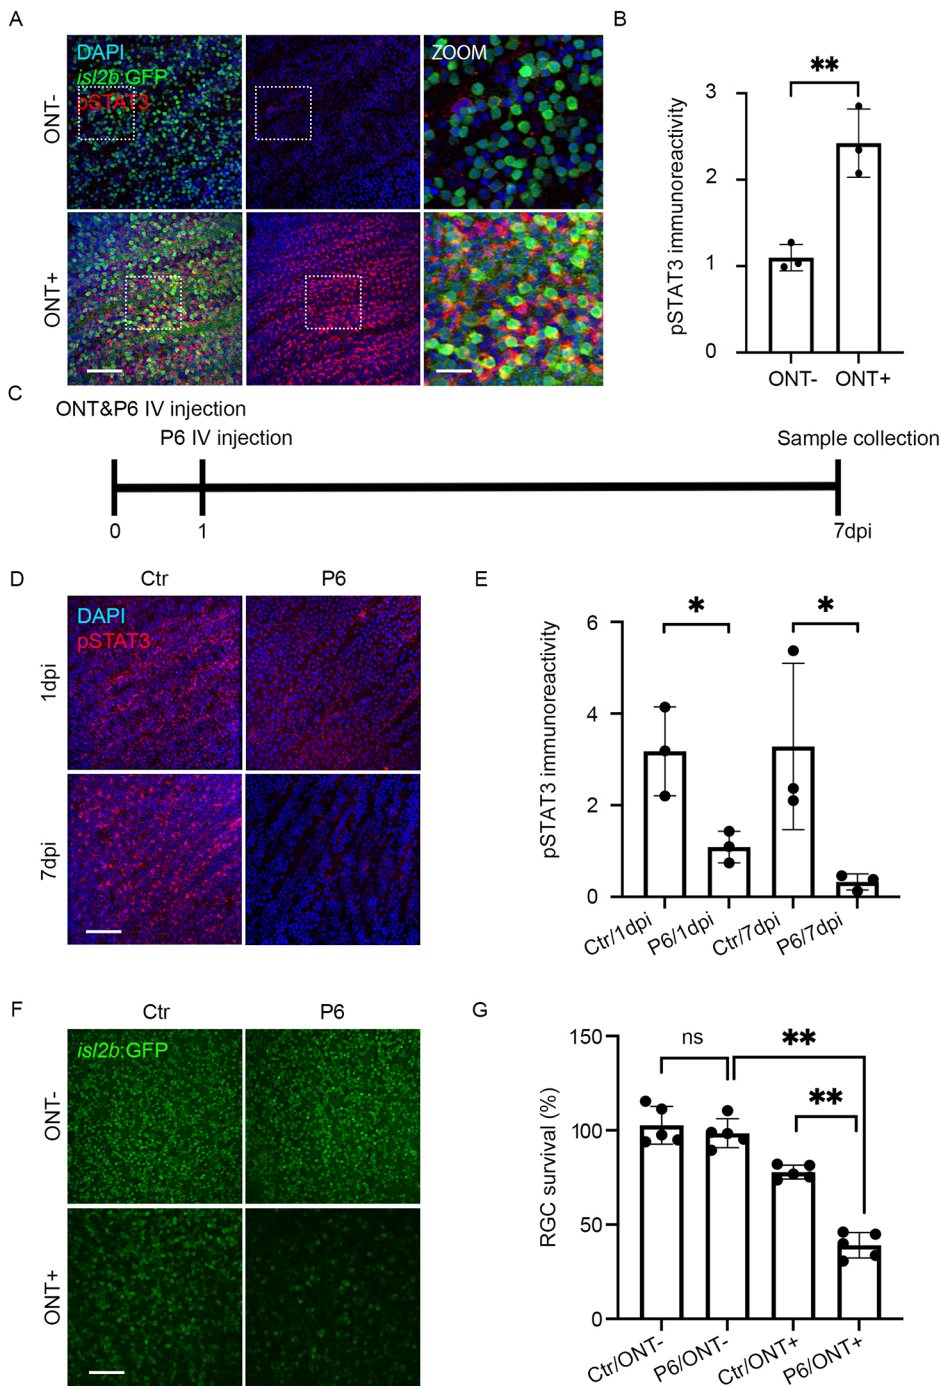 A
DAPI
isl2b:GFP
pSTAT3
ZOOM
ONT-
ONT+
B
**
pSTAT3 immunoreactivity
3
2
1
0
ONT-
ONT+
C
ONT&P6 IV injection
P6 IV injection
Sample collection
0
1
7dpi
D
Ctr
P6
DAPI
pSTAT3
1dpi
7dpi
E
*
*
pSTAT3 immunoreactivity
6
4
2
0
Ctr/1dpi
P6/1dpi
Ctr/7dpi
P6/7dpi
F
Ctr
P6
isl2b:GFP
ONT-
ONT+
G
ns
**
**
RGC survival (%)
150
100
50
0
Ctr/ONT-
P6/ONT-
Ctr/ONT+
P6/ONT+